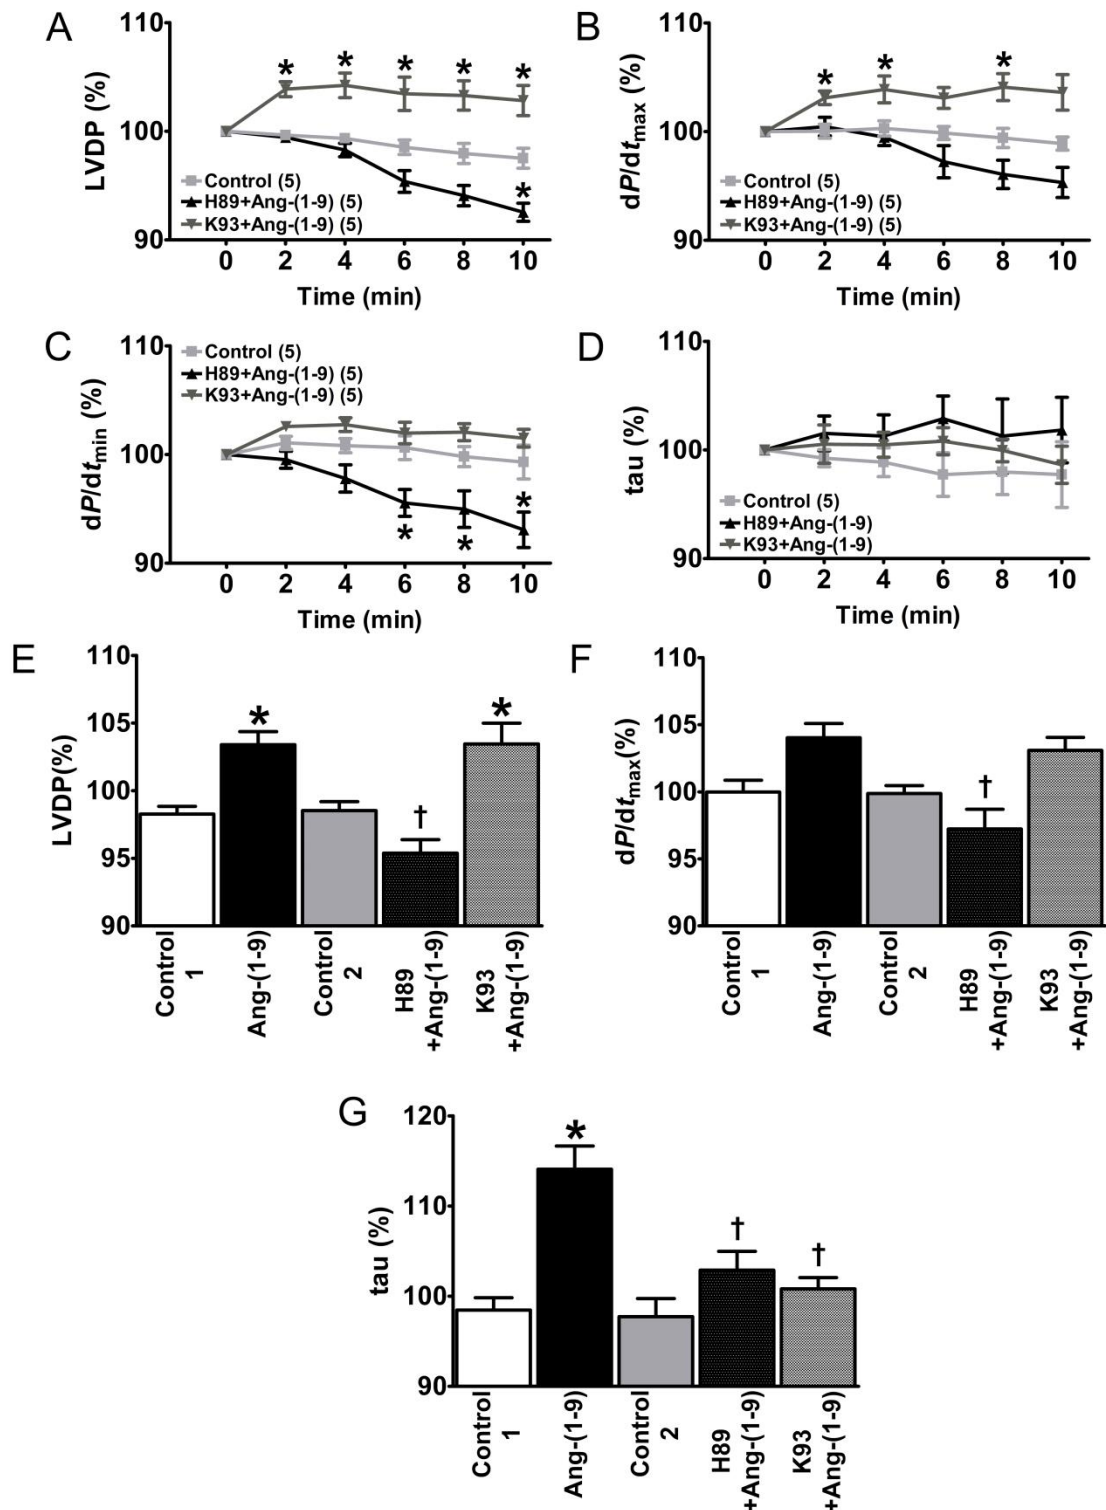 A
LVDP (%)
110
100
90
* * * * *
*
Control (5)
H89+Ang-(1-9) (5)
K93+Ang-(1-9) (5)
0 2 4 6 8 10
Time (min)
B
dP/dtmax (%)
110
100
90
* * *
Control (5)
H89+Ang-(1-9) (5)
K93+Ang-(1-9) (5)
0 2 4 6 8 10
Time (min)
C
dP/dtmin (%)
110
100
90
Control (5)
H89+Ang-(1-9) (5)
K93+Ang-(1-9) (5)
* * *
0 2 4 6 8 10
Time (min)
D
tau (%)
110
100
90
Control (5)
H89+Ang-(1-9)
K93+Ang-(1-9)
0 2 4 6 8 10
Time (min)
E
LVDP(%)
110
105
100
95
90
* † *
Control
1
Ang-(1-9)
Control
2
H89
+Ang-(1-9)
K93
+Ang-(1-9)
F
dP/dtmax(%)
110
105
100
95
90
†
Control
1
Ang-(1-9)
Control
2
H89
+Ang-(1-9)
K93
+Ang-(1-9)
G
tau (%)
120
110
100
90
* † †
Control
1
Ang-(1-9)
Control
2
H89
+Ang-(1-9)
K93
+Ang-(1-9)